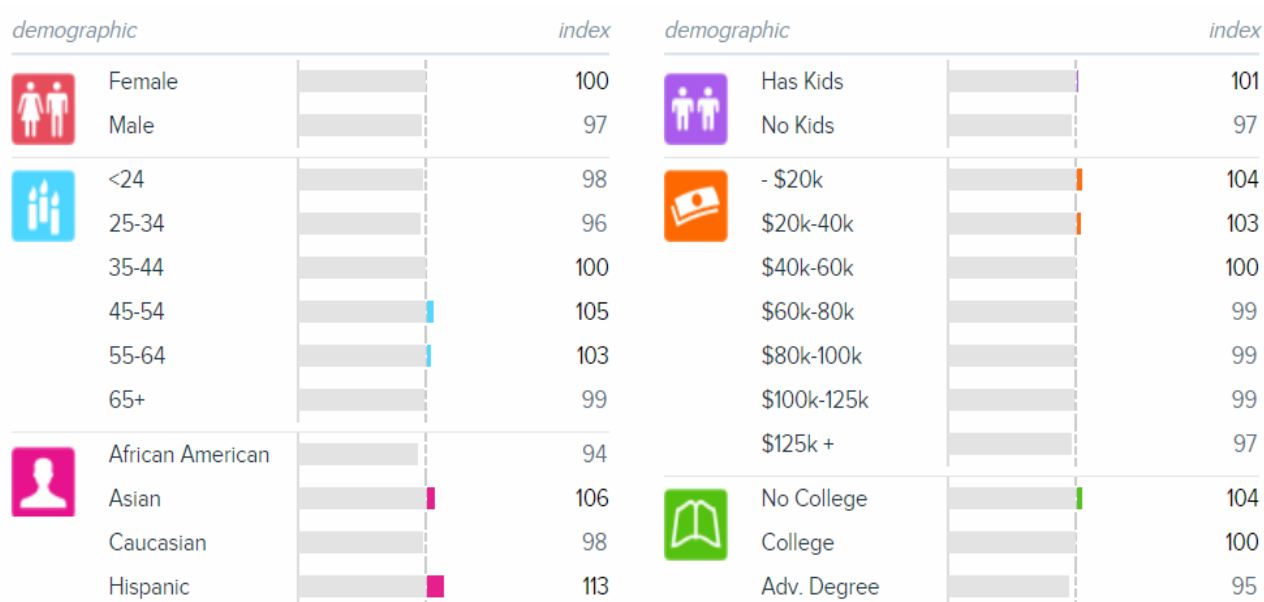 demographic index
Female 100
Male 97
<24 98
25-34 96
35-44 100
45-54 105
55-64 103
65+ 99
African American 94
Asian 106
Caucasian 98
Hispanic 113
demographic index
Has Kids 101
No Kids 97
- $20k 104
$20k-40k 103
$40k-60k 100
$60k-80k 99
$80k-100k 99
$100k-125k 99
$125k + 97
No College 104
College 100
Adv. Degree 95